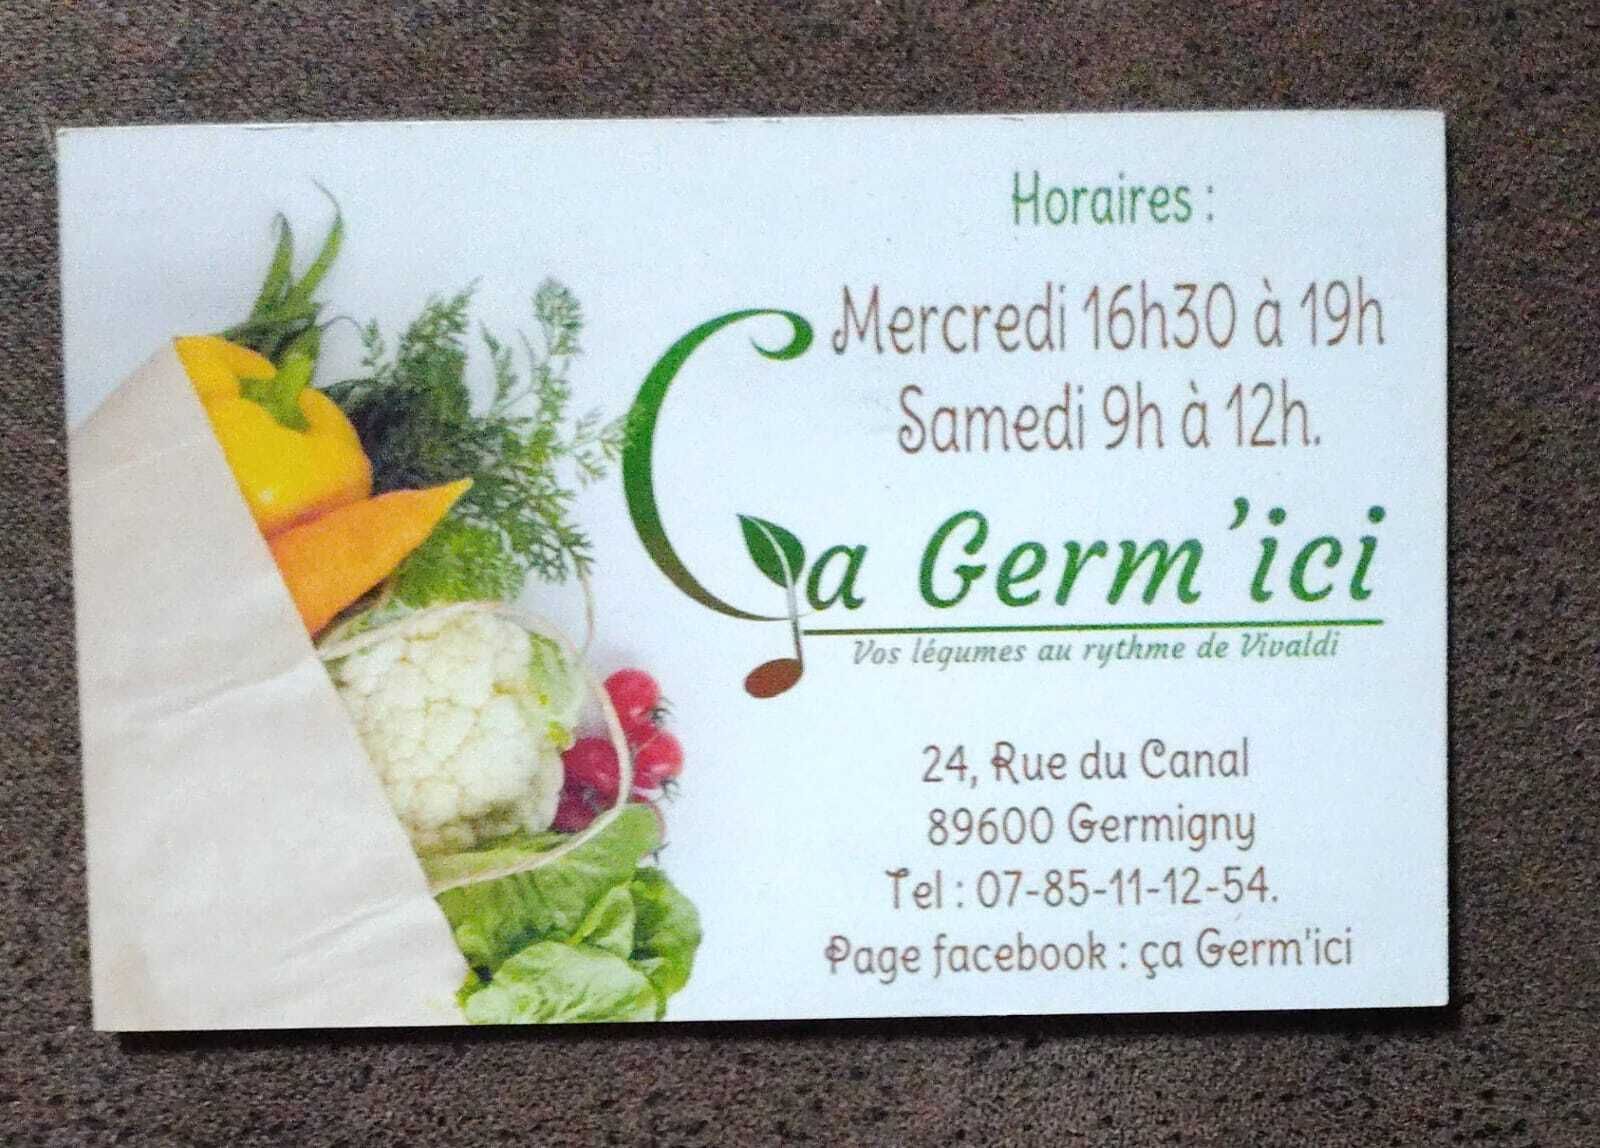 Horaires :
Mercredi 16h30 à 19h
Samedi 9h à 12h.
Ça Germ'ici
Vos légumes au rythme de Vivaldi
24, Rue du Canal
89600 Germigny
Tel : 07-85-11-12-54.
Page facebook : ça Germ'ici